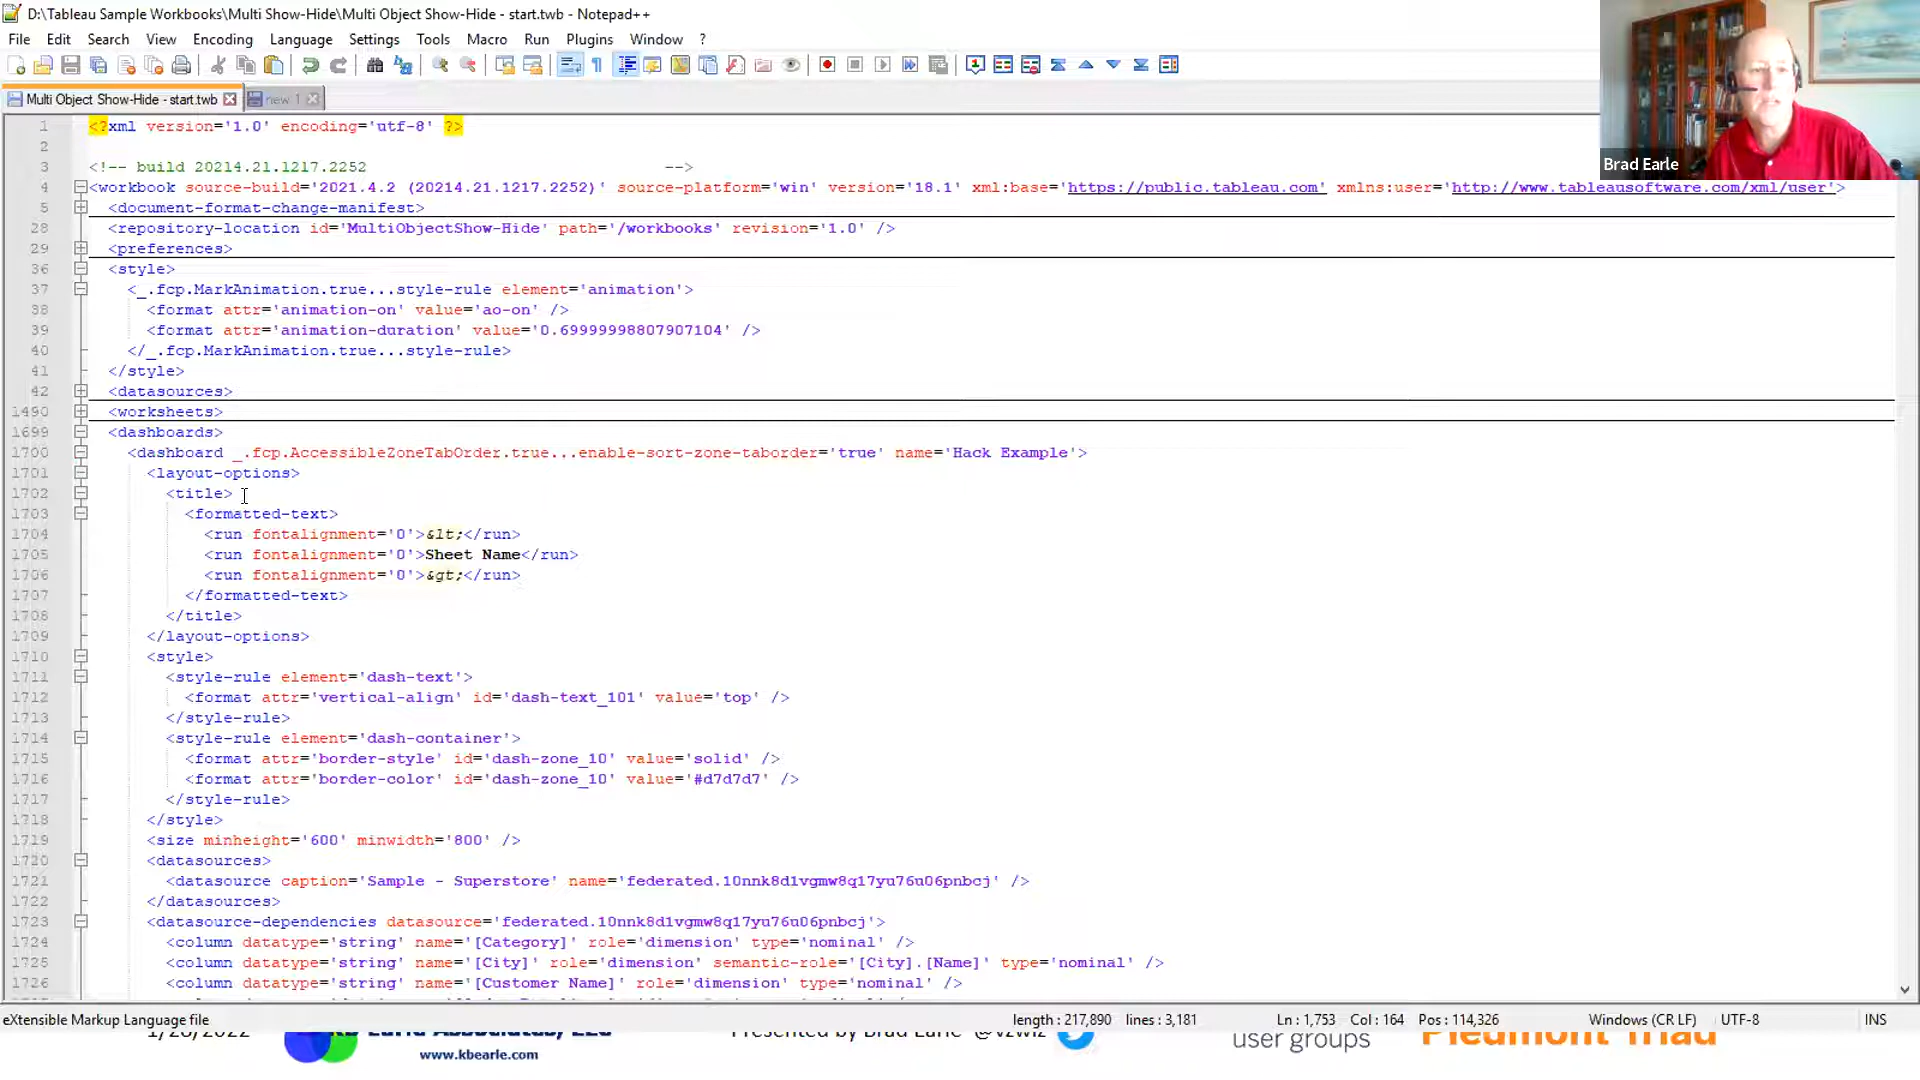 D:\Tableau Sample Workbooks\Multi Show-Hide\Multi Object Show-Hide - start.twb - Notepad++
File Edit Search View Encoding Language Settings Tools Macro Run Plugins Window ?
Multi Object Show-Hide - start.twb new 1
Brad Earle
1 <?xml version='1.0' encoding='utf-8' ?>
2
3 <!-- build 20214.21.1217.2252 -->
4 <workbook source-build='2021.4.2 (20214.21.1217.2252)' source-platform='win' version='18.1' xml:base='https://public.tableau.com' xmlns:user='http://www.tableausoftware.com/xml/user'>
5 <document-format-change-manifest>
28 <repository-location id='MultiObjectShow-Hide' path='/workbooks' revision='1.0' />
29 <preferences>
36 <style>
37 <_.fcp.MarkAnimation.true...style-rule element='animation'>
38 <format attr='animation-on' value='ao-on' />
39 <format attr='animation-duration' value='0.69999998807907104' />
40 </_.fcp.MarkAnimation.true...style-rule>
41 </style>
42 <datasources>
1490 <worksheets>
1699 <dashboards>
1700 <dashboard _.fcp.AccessibleZoneTabOrder.true...enable-sort-zone-taborder='true' name='Hack Example'>
1701 <layout-options>
1702 <title>
1703 <formatted-text>
1704 <run fontalignment='0'>&lt;</run>
1705 <run fontalignment='0'>Sheet Name</run>
1706 <run fontalignment='0'>&gt;</run>
1707 </formatted-text>
1708 </title>
1709 </layout-options>
1710 <style>
1711 <style-rule element='dash-text'>
1712 <format attr='vertical-align' id='dash-text_101' value='top' />
1713 </style-rule>
1714 <style-rule element='dash-container'>
1715 <format attr='border-style' id='dash-zone_10' value='solid' />
1716 <format attr='border-color' id='dash-zone_10' value='#d7d7d7' />
1717 </style-rule>
1718 </style>
1719 <size minheight='600' minwidth='800' />
1720 <datasources>
1721 <datasource caption='Sample - Superstore' name='federated.10nnk8d1vgmw8q17yu76u06pnbcj' />
1722 </datasources>
1723 <datasource-dependencies datasource='federated.10nnk8d1vgmw8q17yu76u06pnbcj'>
1724 <column datatype='string' name='[Category]' role='dimension' type='nominal' />
1725 <column datatype='string' name='[City]' role='dimension' semantic-role='[City].[Name]' type='nominal' />
1726 <column datatype='string' name='[Customer Name]' role='dimension' type='nominal' />
eXtensible Markup Language file length : 217,890 lines : 3,181 Ln : 1,753 Col : 164 Pos : 114,326 Windows (CR LF) UTF-8 INS
Presented by Brad Earle
www.kbearle.com
user groups
Piedmont Triad